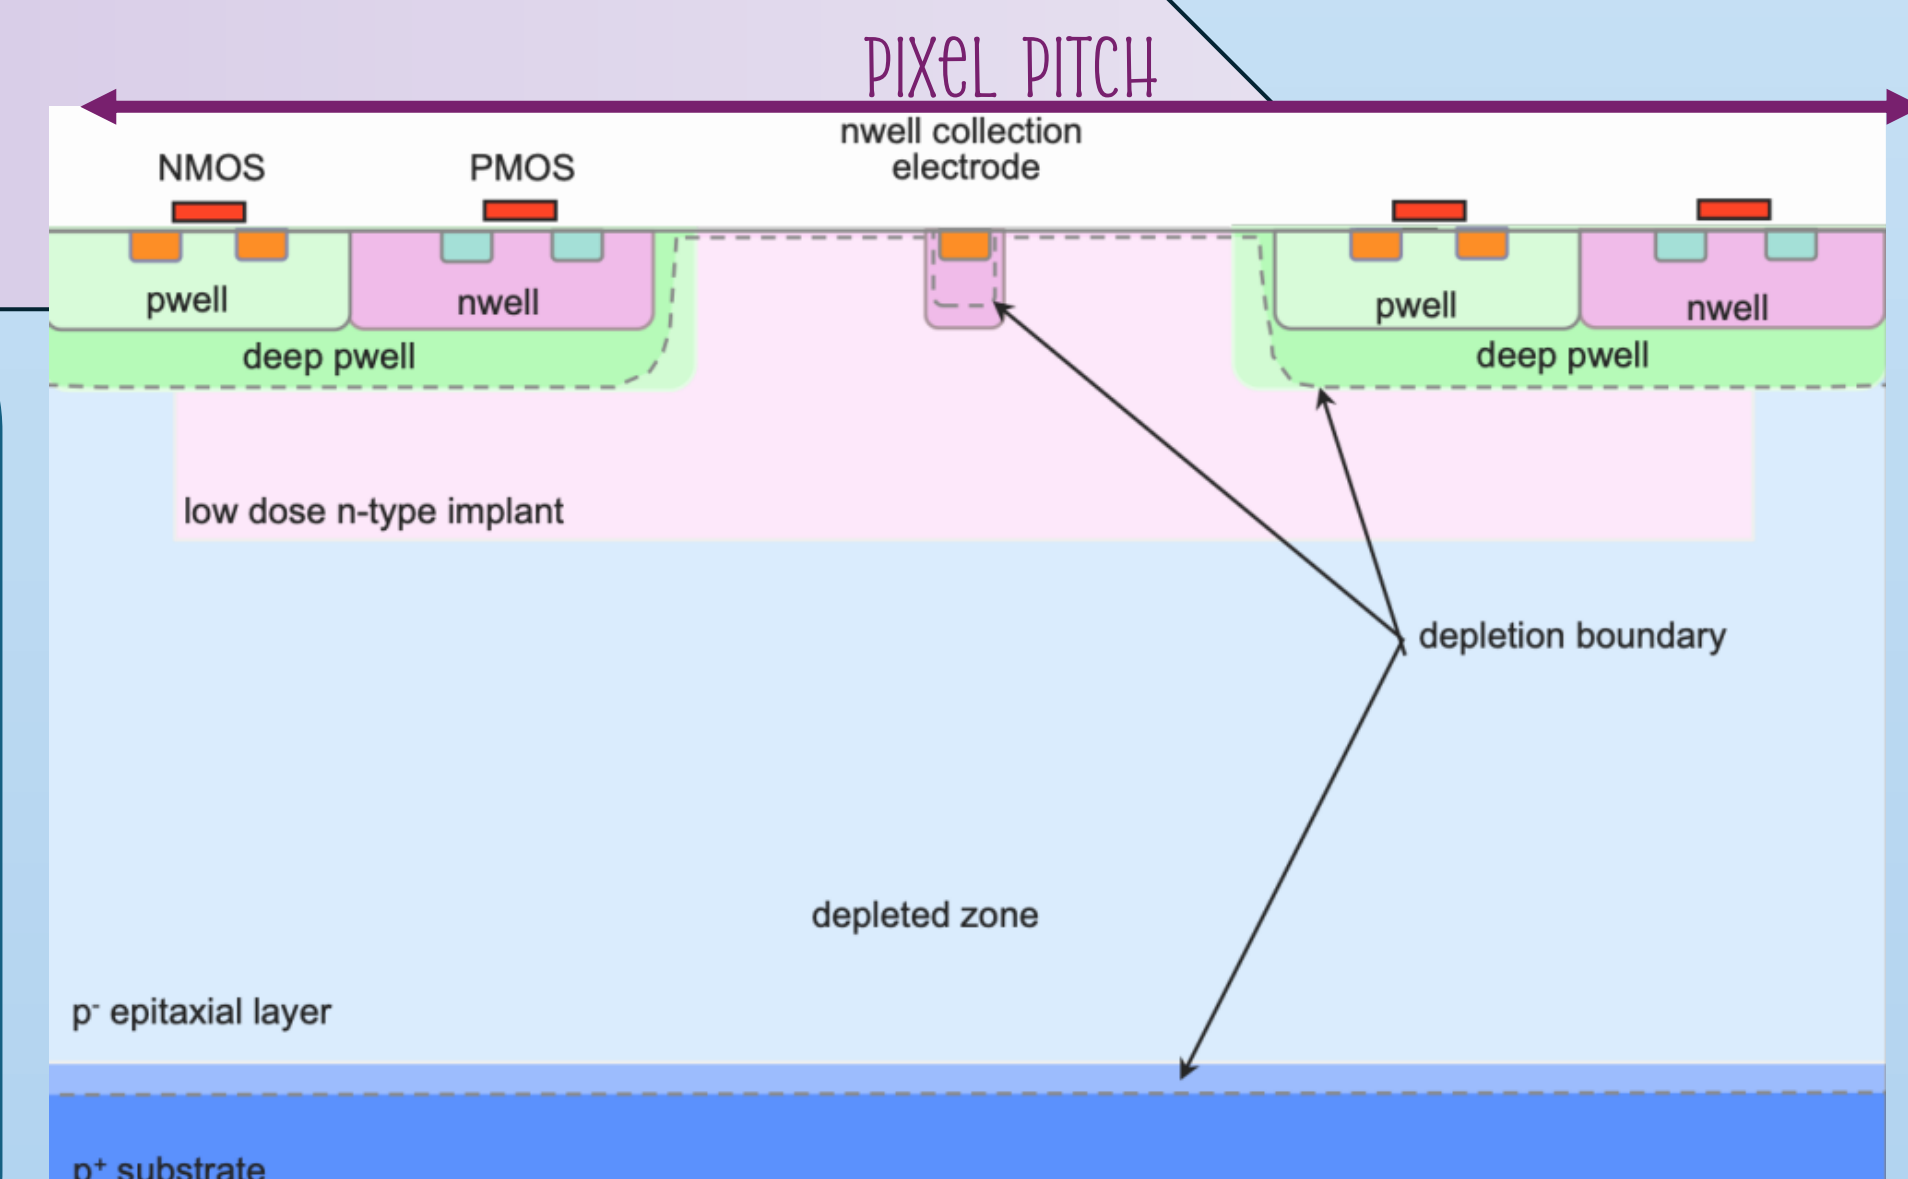 PIXEL PITCH
nwell collection
electrode
NMOS
PMOS
pwell
nwell
deep pwell
pwell
nwell
deep pwell
low dose n-type implant
depletion boundary
depleted zone
p⁻ epitaxial layer
p⁺ substrate